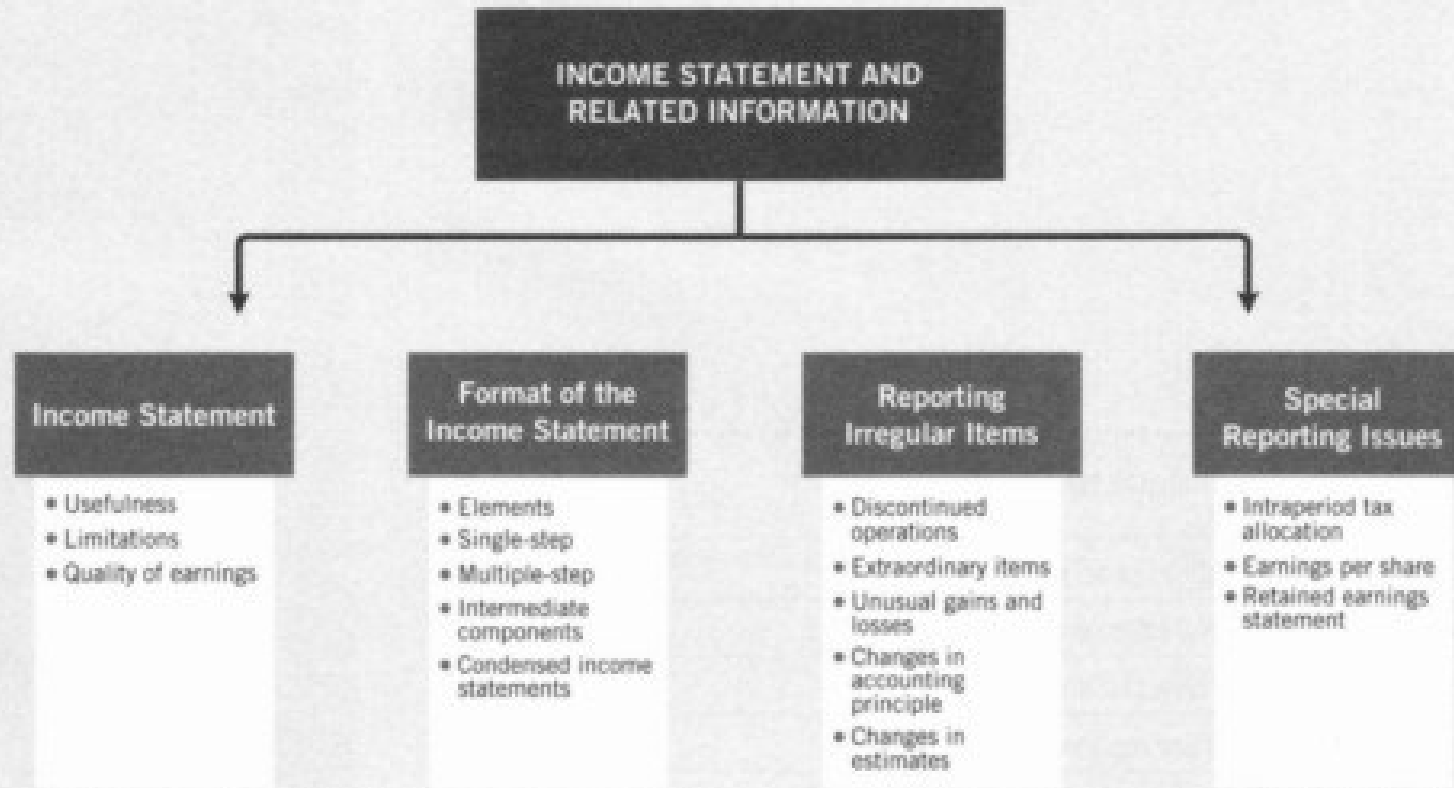 INCOME STATEMENT AND
RELATED INFORMATION
Income Statement
• Usefulness
• Limitations
• Quality of earnings
Format of the
Income Statement
• Elements
• Single-step
• Multiple-step
• Intermediate
components
• Condensed income
statements
Reporting
Irregular Items
• Discontinued
operations
• Extraordinary items
• Unusual gains and
losses
• Changes in
accounting
principle
• Changes in
estimates
Special
Reporting Issues
• Intraperiod tax
allocation
• Earnings per share
• Retained earnings
statement